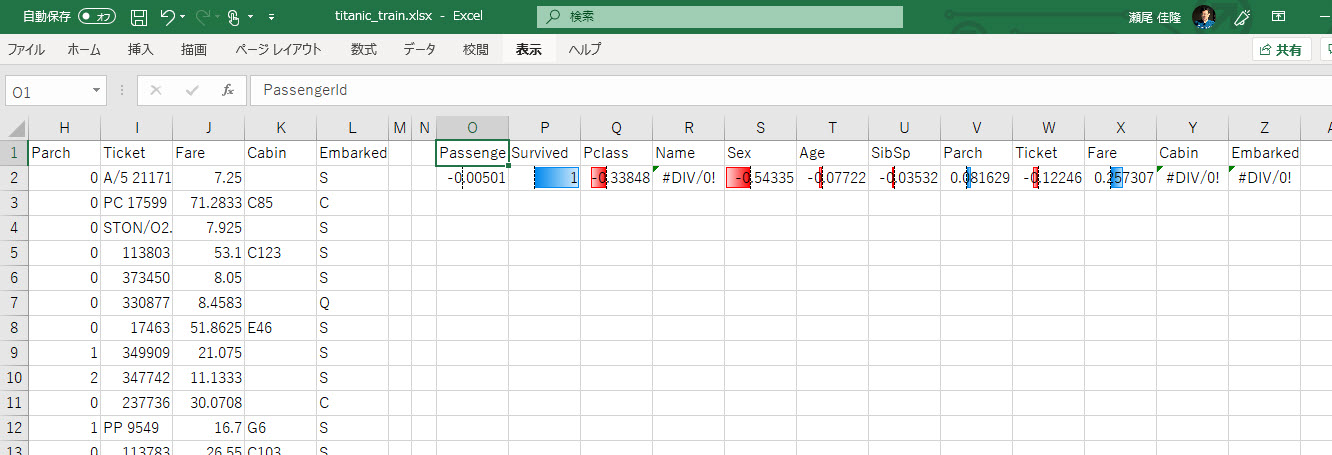 自動保存 オフ titanic_train.xlsx - Excel 検索 瀬尾 佳隆
ファイル ホーム 挿入 描画 ページ レイアウト 数式 データ 校閲 表示 ヘルプ 共有
O1 fx PassengerId
H I J K L M N O P Q R S T U V W X Y Z
1 Parch Ticket Fare Cabin Embarked Passenge Survived Pclass Name Sex Age SibSp Parch Ticket Fare Cabin Embarked
2 0 A/5 21171 7.25 S -0.00501 1 -0.33848 #DIV/0! -0.54335 -0.07722 -0.03532 0.081629 -0.12246 0.257307 #DIV/0! #DIV/0!
3 0 PC 17599 71.2833 C85 C
4 0 STON/O2. 7.925 S
5 0 113803 53.1 C123 S
6 0 373450 8.05 S
7 0 330877 8.4583 Q
8 0 17463 51.8625 E46 S
9 1 349909 21.075 S
10 2 347742 11.1333 S
11 0 237736 30.0708 C
12 1 PP 9549 16.7 G6 S
13 0 113783 26.55 C103 S